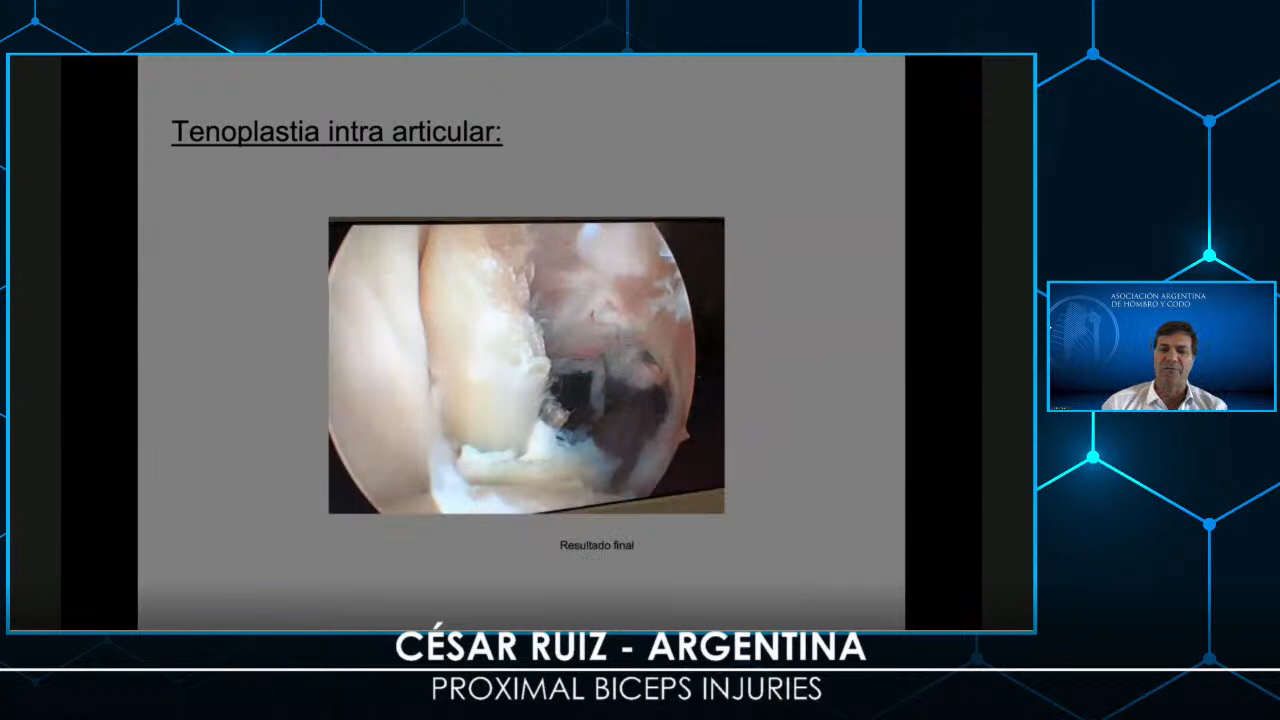 Tenoplastia intra articular:
Resultado final
ASOCIACIÓN ARGENTINA
DE HOMBRO Y CODO
CÉSAR RUIZ - ARGENTINA
PROXIMAL BICEPS INJURIES